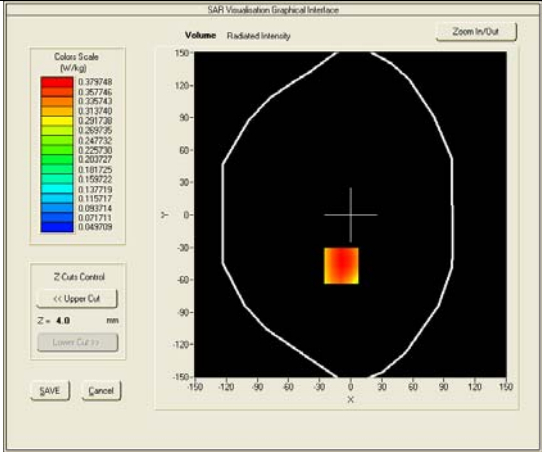 SAR Visualisation Graphical Interface
Volume Radiated Intensity
Zoom In/Out
Colors Scale
(W/kg)
0.379748
0.357746
0.335743
0.313740
0.291738
0.269735
0.247732
0.225730
0.203727
0.181725
0.159722
0.137719
0.115717
0.093714
0.071711
0.049709
Z Cuts Control
<< Upper Cut
Z = 4.0 mm
Lower Cut >>
SAVE Cancel
150
120
90
60
30
0
-30
-60
-90
-120
-150
Y
-150 -120 -90 -60 -30 0 30 60 90 120 150
X